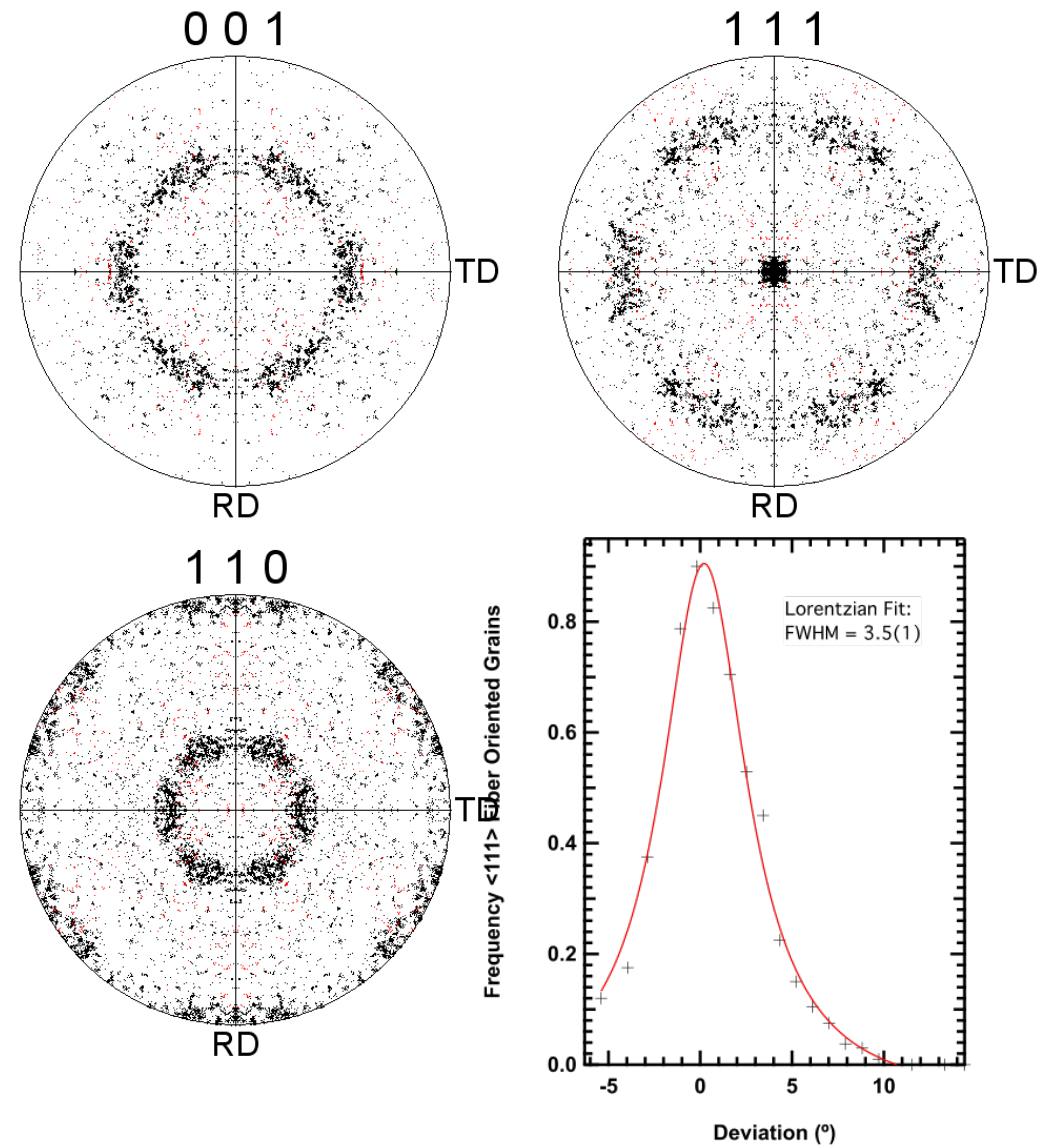 0 0 1
TD
RD
1 1 1
TD
RD
1 1 0
TD
RD
Frequency <111> Fiber Oriented Grains
0.8
0.6
0.4
0.2
0.0
Lorentzian Fit:
FWHM = 3.5(1)
-5
0
5
10
Deviation (º)